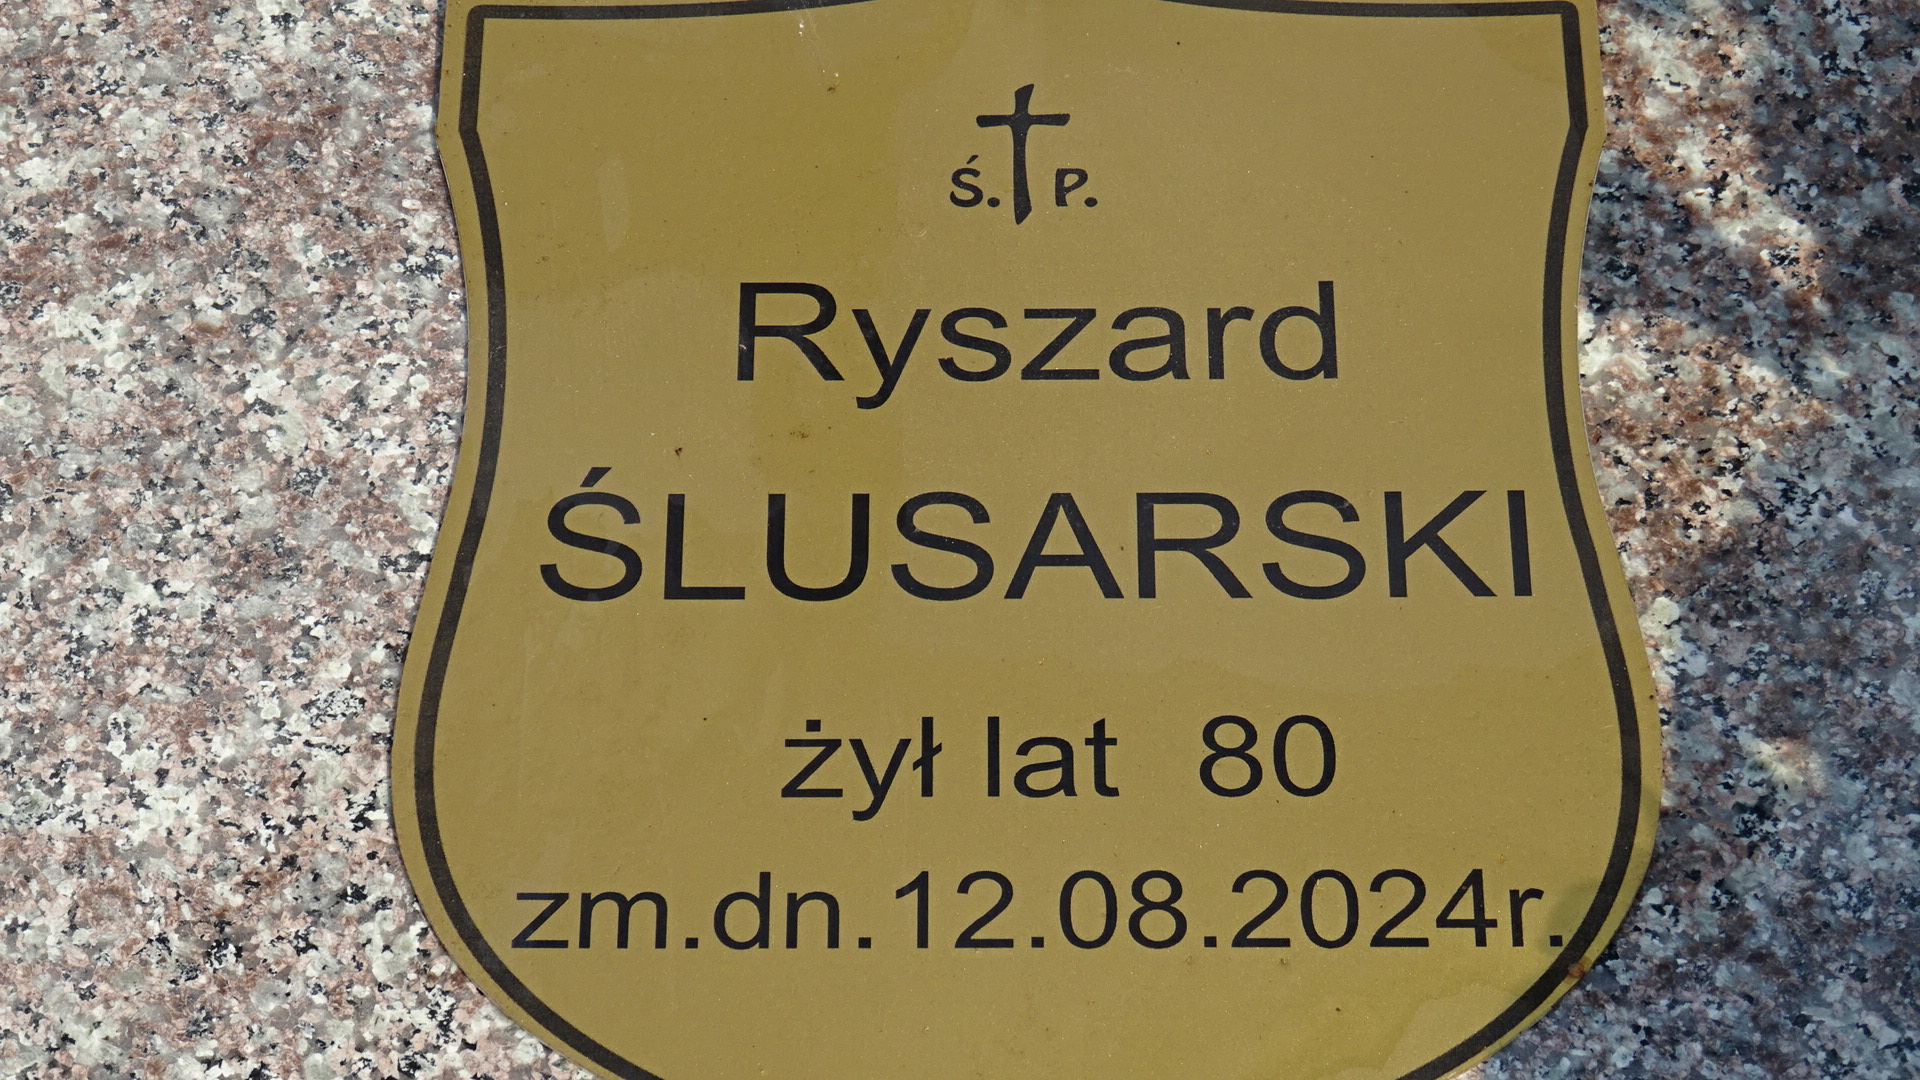 Ś. P.
Ryszard
ŚLUSARSKI
żył lat 80
zm.dn.12.08.2024r.